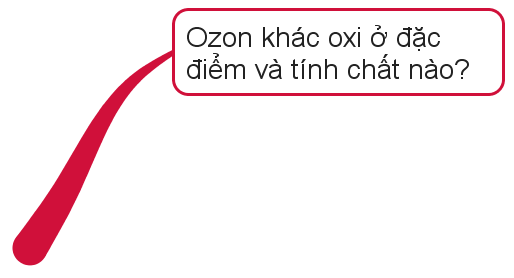 Ozon khác oxi ở đặc
điểm và tính chất nào?